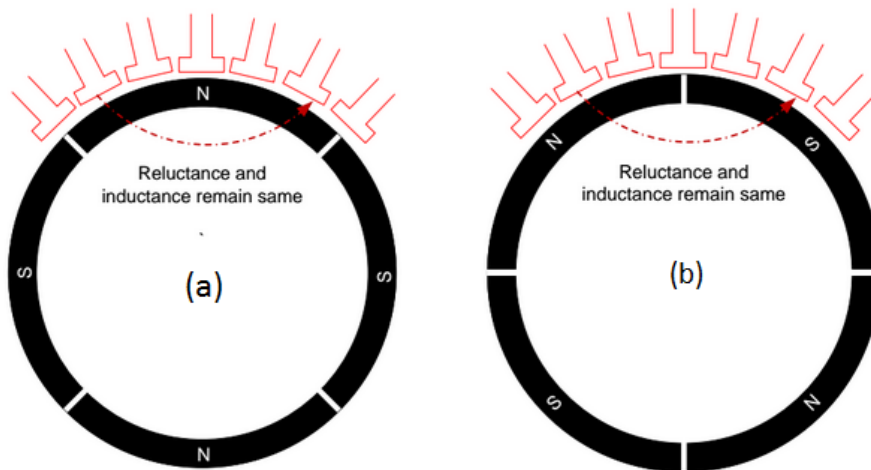 N
Reluctance and
inductance remain same
S
S
(a)
N
N
S
Reluctance and
inductance remain same
(b)
S
N